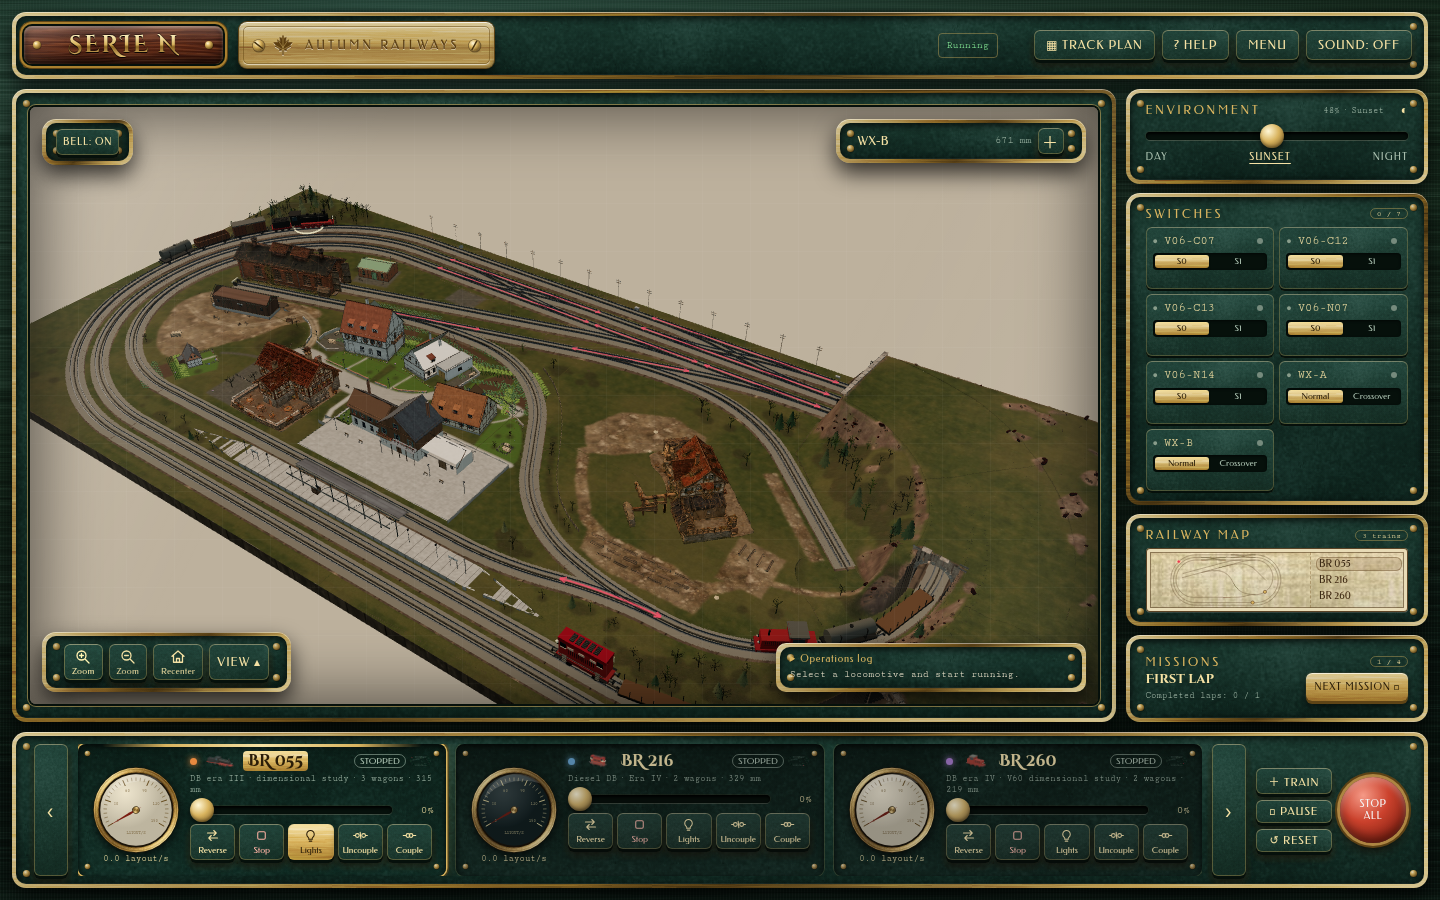 SERIE N
AUTUMN RAILWAYS
Running
TRACK PLAN
? HELP
MENU
SOUND: OFF
BELL: ON
WX-B
671 mm
ENVIRONMENT
48% · Sunset
DAY
SUNSET
NIGHT
SWITCHES
0 / 7
V06-C07
S0
S1
V06-C12
S0
S1
V06-C13
S0
S1
V06-N07
S0
S1
V06-N14
S0
S1
WX-A
Normal
Crossover
WX-B
Normal
Crossover
RAILWAY MAP
3 trains
BR 055
BR 216
BR 260
MISSIONS
1 / 4
FIRST LAP
Completed laps: 0 / 1
NEXT MISSION
Zoom
Zoom
Recenter
VIEW ▴
Operations log
Select a locomotive and start running.
BR 055
STOPPED
DB era III · dimensional study · 3 wagons · 315
mm
0%
Reverse
Stop
Lights
Uncouple
Couple
0.0 layout/s
BR 216
STOPPED
Diesel DB · Era IV · 2 wagons · 329 mm
0%
Reverse
Stop
Lights
Uncouple
Couple
0.0 layout/s
BR 260
STOPPED
DB era IV · V60 dimensional study · 2 wagons ·
219 mm
0%
Reverse
Stop
Lights
Uncouple
Couple
0.0 layout/s
+ TRAIN
PAUSE
↺ RESET
STOP
ALL